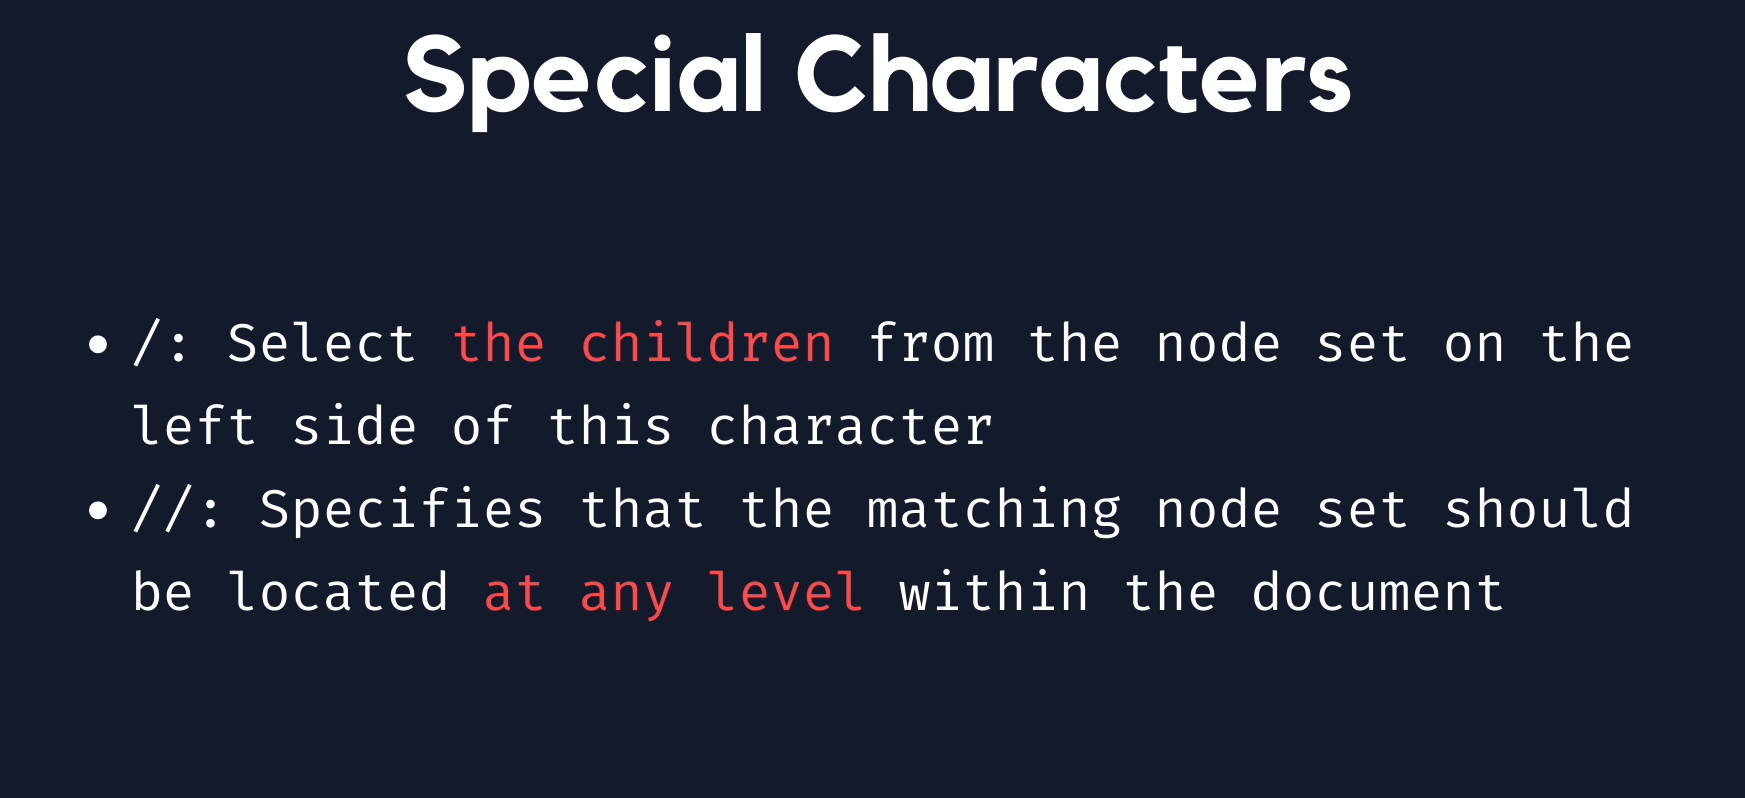 Special Characters
• /: Select the children from the node set on the
left side of this character
• //: Specifies that the matching node set should
be located at any level within the document